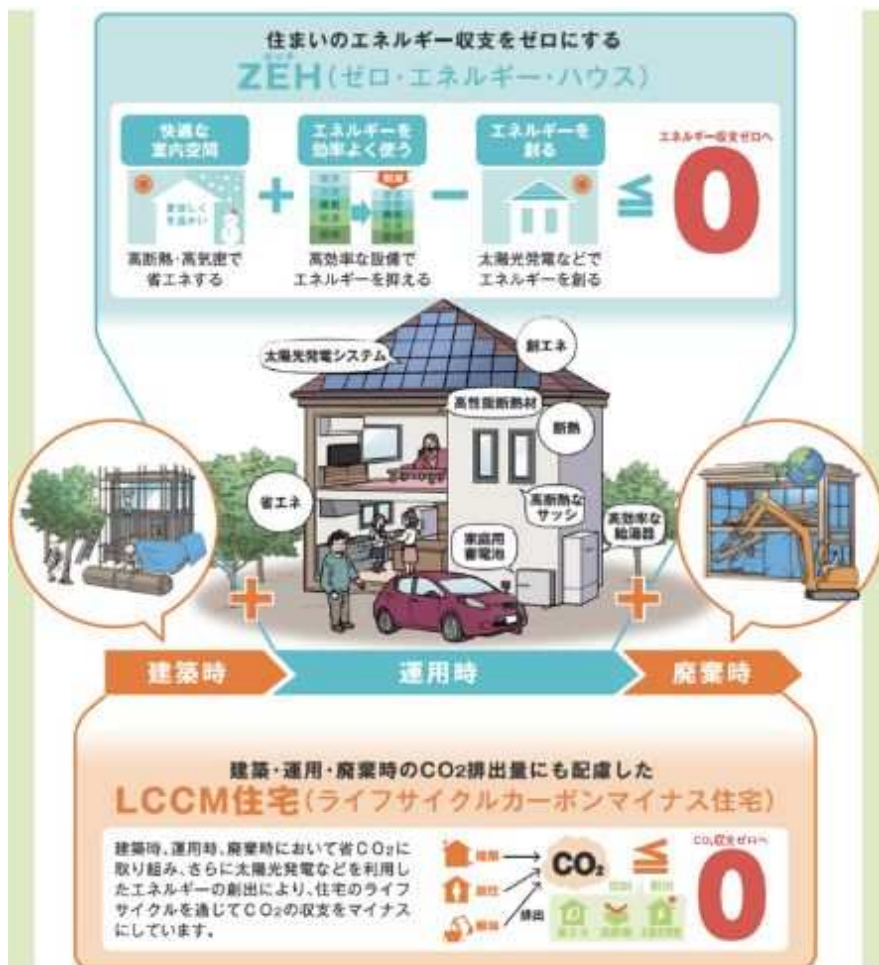 住まいのエネルギー収支をゼロにする
ZEH(ゼロ・エネルギー・ハウス)
快適な
室内空間
エネルギーを
効率よく使う
エネルギーを
創る
エネルギー収支ゼロへ
+
−
≦
0
夏涼しく
冬温かい
削減
高断熱・高気密で
省エネする
高効率な設備で
エネルギーを抑える
太陽光発電などで
エネルギーを創る
太陽光発電システム
創エネ
高性能断熱材
断熱
省エネ
高断熱な
サッシ
家庭用
蓄電池
高効率な
給湯器
+
+
建築時
運用時
廃棄時
建築・運用・廃棄時のCO2排出量にも配慮した
LCCM住宅(ライフサイクルカーボンマイナス住宅)
建築時、運用時、廃棄時において省CO2に
取り組み、さらに太陽光発電などを利用し
たエネルギーの創出により、住宅のライフ
サイクルを通じてCO2の収支をマイナス
にしています。
排出
CO2
≦
CO2収支ゼロへ
0